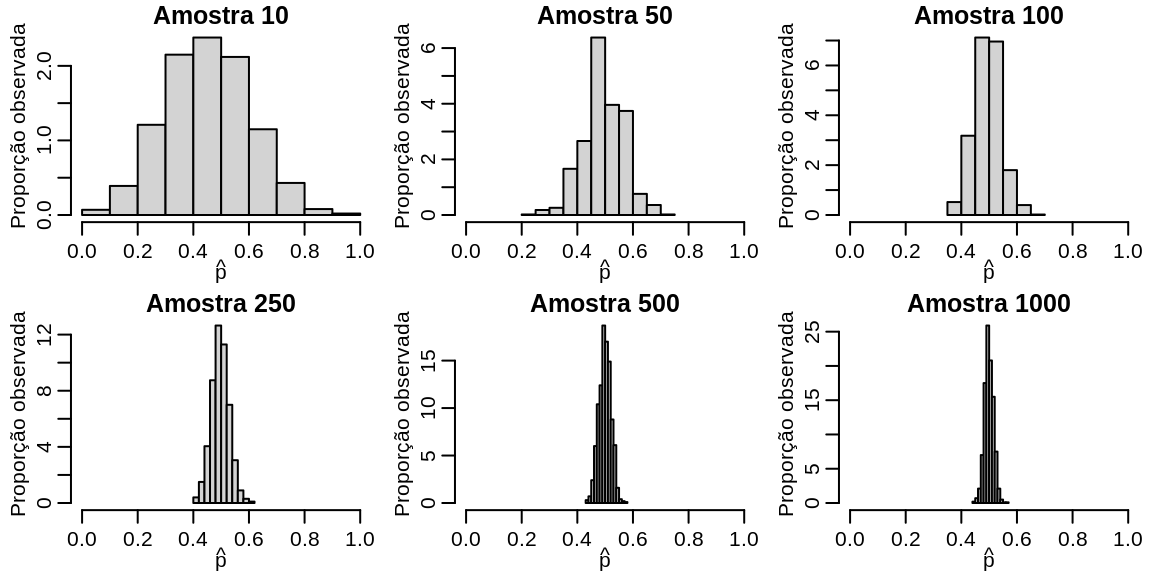 Amostra 10
Proporção observada
0.0 1.0 2.0
0.0 0.2 0.4 0.6 0.8 1.0
p̂
Amostra 50
Proporção observada
0 2 4 6
0.0 0.2 0.4 0.6 0.8 1.0
p̂
Amostra 100
Proporção observada
0 2 4 6
0.0 0.2 0.4 0.6 0.8 1.0
p̂
Amostra 250
Proporção observada
0 4 8 12
0.0 0.2 0.4 0.6 0.8 1.0
p̂
Amostra 500
Proporção observada
0 5 10 15
0.0 0.2 0.4 0.6 0.8 1.0
p̂
Amostra 1000
Proporção observada
0 5 15 25
0.0 0.2 0.4 0.6 0.8 1.0
p̂